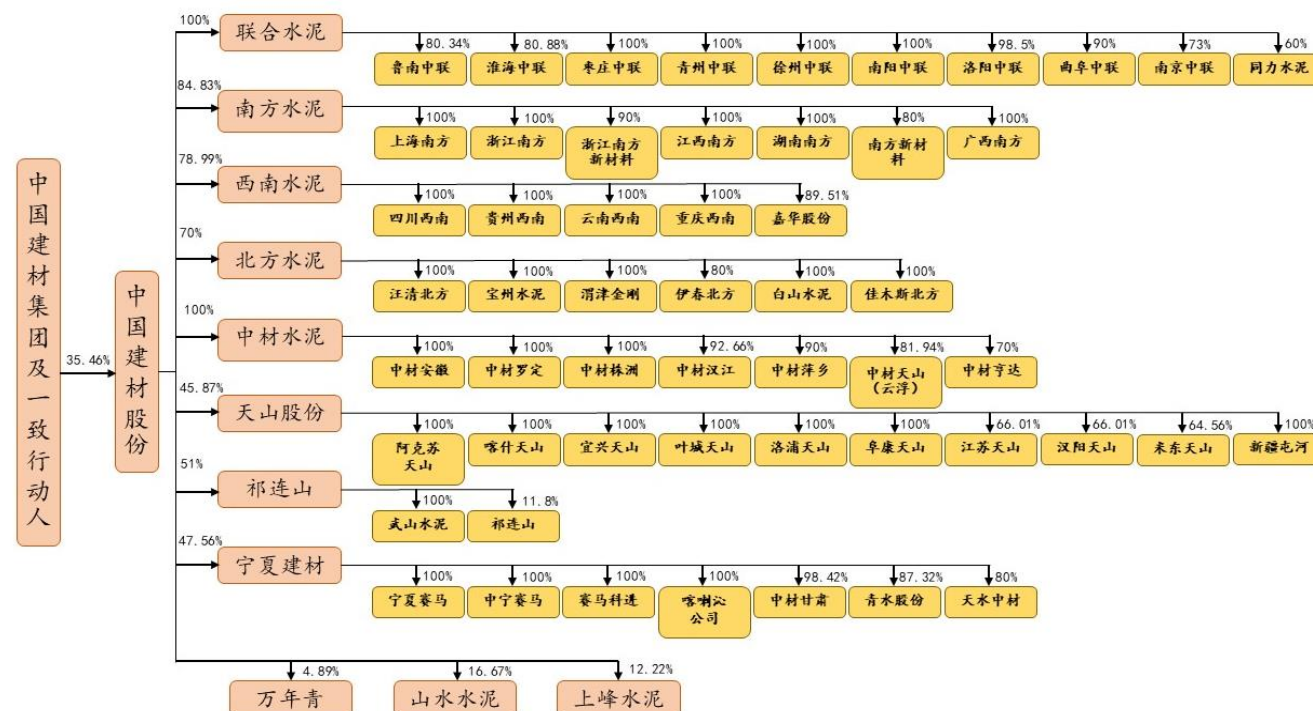 中国建材集团及一致行动人
35.46%
中国建材股份
100%
联合水泥
80.34%
80.88%
100%
100%
100%
100%
98.5%
90%
73%
60%
鲁南中联
淮海中联
枣庄中联
青州中联
徐州中联
南阳中联
洛阳中联
曲阜中联
南京中联
同力水泥
84.83%
南方水泥
100%
100%
90%
100%
100%
80%
100%
上海南方
浙江南方
浙江南方
新材料
江西南方
湖南南方
南方新材
料
广西南方
78.99%
西南水泥
100%
100%
100%
100%
89.51%
四川西南
贵州西南
云南西南
重庆西南
嘉华股份
70%
北方水泥
100%
100%
100%
80%
100%
100%
汪清北方
宾州水泥
渭津金刚
伊春北方
白山水泥
佳木斯北方
100%
中材水泥
100%
100%
100%
92.66%
90%
81.94%
70%
中材安徽
中材罗定
中材株洲
中材汉江
中材萍乡
中材天山
（云浮）
中材亨达
45.87%
天山股份
100%
100%
100%
100%
100%
100%
66.01%
66.01%
64.56%
100%
阿克苏
天山
喀什天山
宜兴天山
叶城天山
洛浦天山
阜康天山
江苏天山
汉阳天山
米东天山
新疆屯河
51%
祁连山
100%
11.8%
武山水泥
祁连山
47.56%
宁夏建材
100%
100%
100%
100%
98.42%
87.32%
80%
宁夏赛马
中宁赛马
赛马科进
喀喇沁
公司
中材甘肃
青水股份
天水中材
4.89%
16.67%
12.22%
万年青
山水水泥
上峰水泥